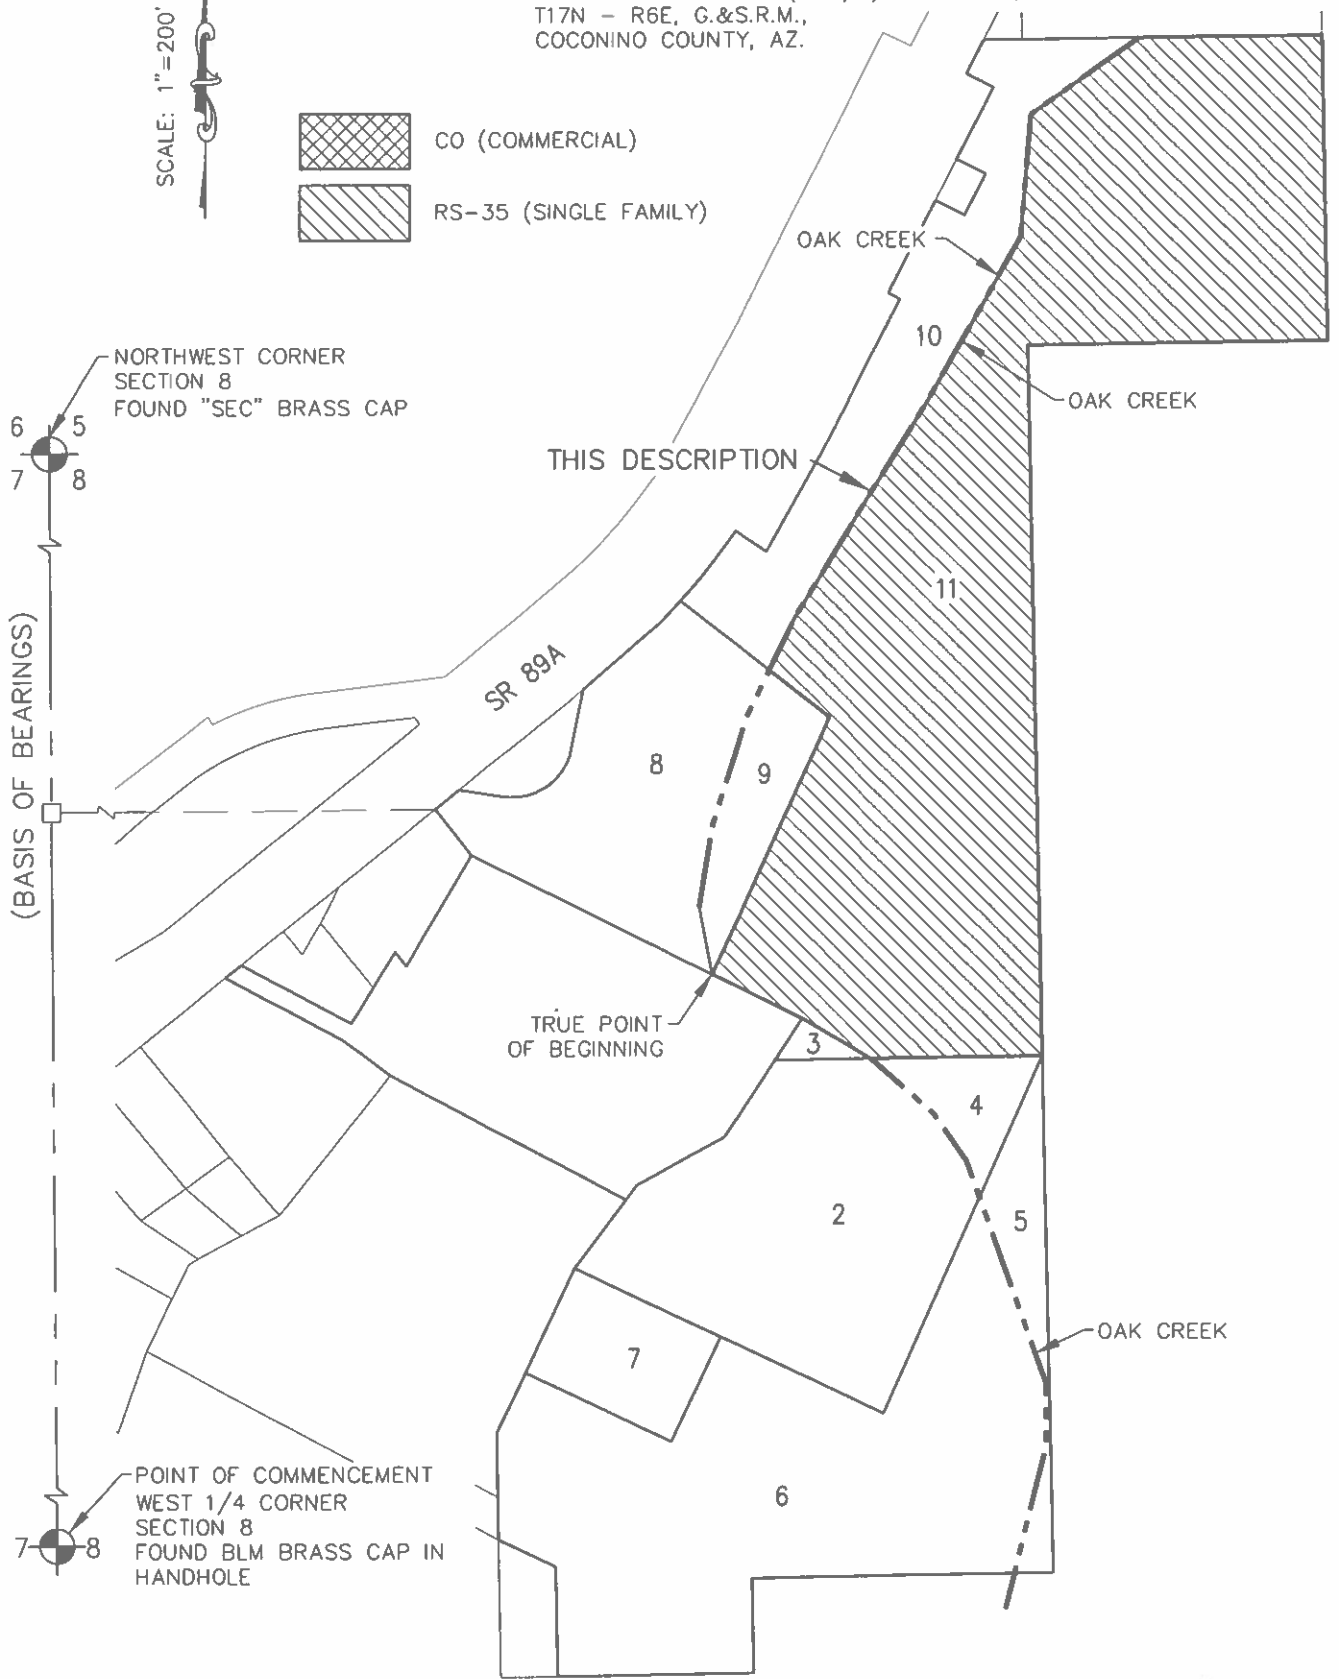 T17N - R6E, G.&S.R.M.,
COCONINO COUNTY, AZ.
SCALE: 1"=200'
CO (COMMERCIAL)
RS-35 (SINGLE FAMILY)
OAK CREEK
10
NORTHWEST CORNER
SECTION 8
FOUND "SEC" BRASS CAP
6 5
7 8
OAK CREEK
THIS DESCRIPTION
11
(BASIS OF BEARINGS)
SR 89A
8
9
TRUE POINT
OF BEGINNING
3
4
2
5
OAK CREEK
7
POINT OF COMMENCEMENT
WEST 1/4 CORNER
SECTION 8
FOUND BLM BRASS CAP IN
HANDHOLE
7 8
6